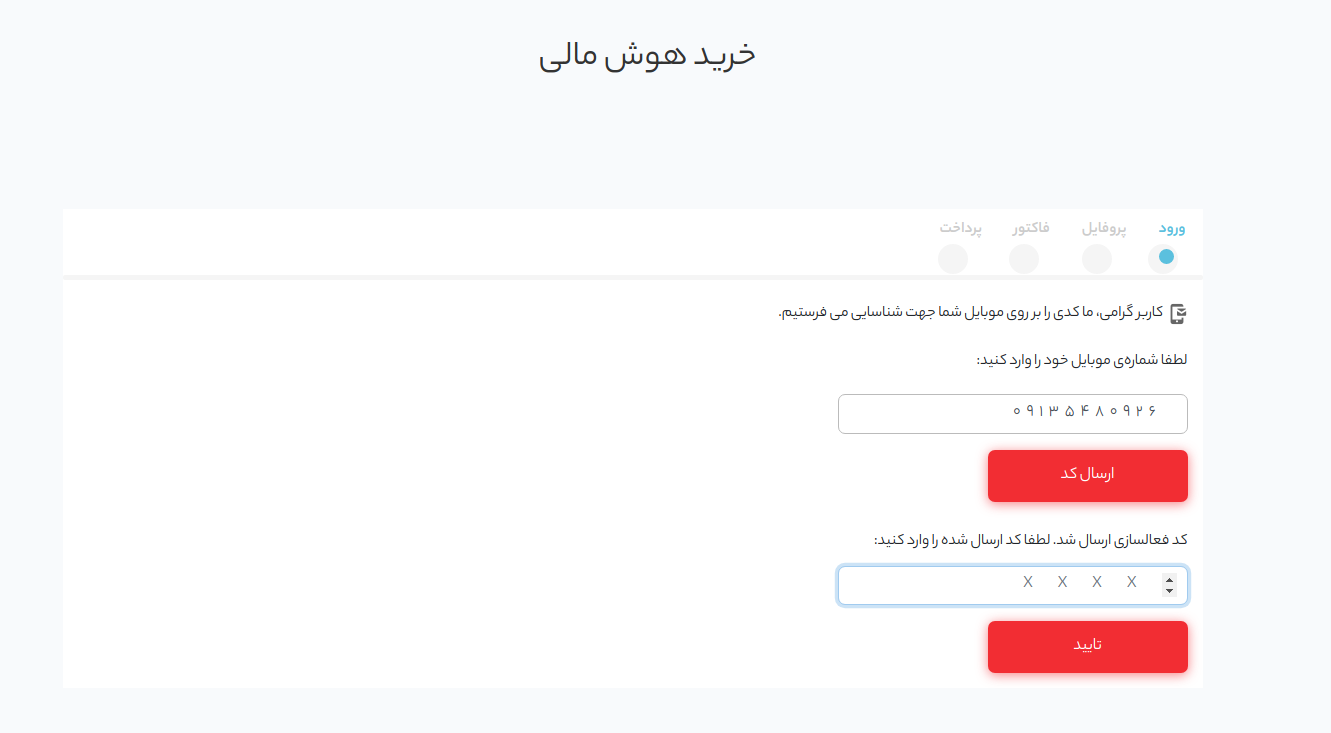 خرید هوش مالی
ورود پروفایل فاکتور پرداخت
کاربر گرامی، ما کدی را بر روی موبایل شما جهت شناسایی می فرستیم.
لطفا شماره‌ی موبایل خود را وارد کنید:
۰۹۱۳۵۴۸۰۹۲۶
ارسال کد
کد فعالسازی ارسال شد. لطفا کد ارسال شده را وارد کنید:
X X X X
تایید